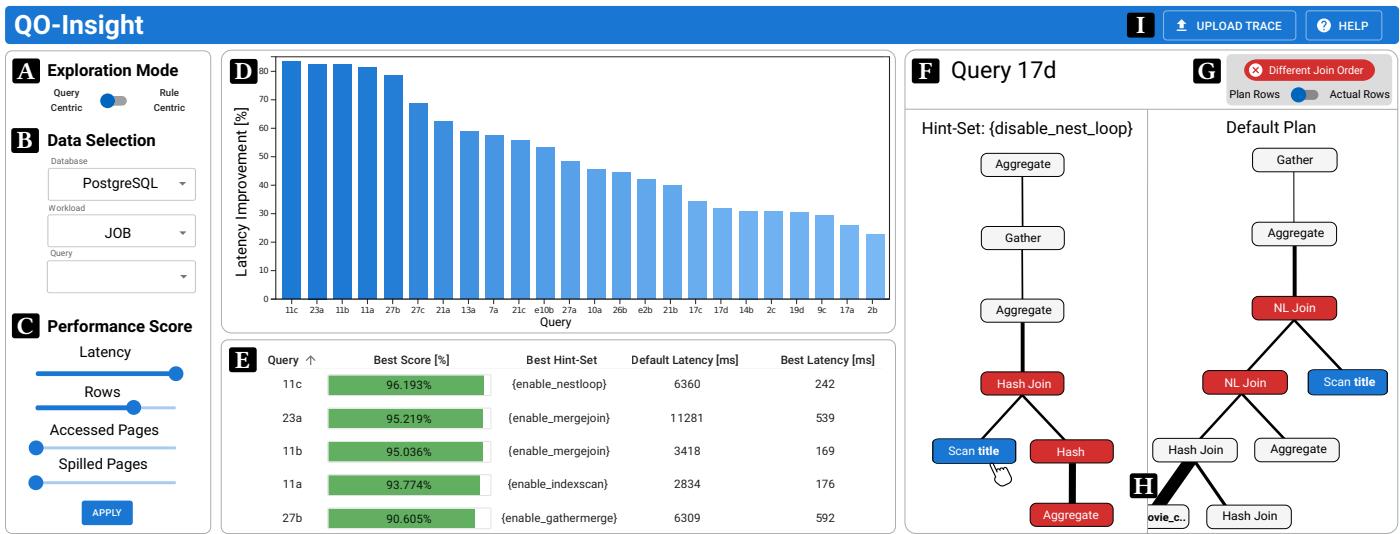 QO-Insight
I
UPLOAD TRACE
HELP
A
Exploration Mode
Query Centric
Rule Centric
B
Data Selection
Database
PostgreSQL
Workload
JOB
Query
C
Performance Score
Latency
Rows
Accessed Pages
Spilled Pages
APPLY
D
Latency Improvement [%]
80
70
60
50
40
30
20
10
0
11c 23a 11b 11a 27b 27c 21a 13a 7a 21c e10b 27a 10a 26b e2b 21b 17c 17d 14b 2c 19d 9c 17a 2b
Query
E
Query Best Score [%] Best Hint-Set Default Latency [ms] Best Latency [ms]
11c 96.193% {enable_nestloop} 6360 242
23a 95.219% {enable_mergejoin} 11281 539
11b 95.036% {enable_mergejoin} 3418 169
11a 93.774% {enable_indexscan} 2834 176
27b 90.605% {enable_gathermerge} 6309 592
F
Query 17d
G
Different Join Order
Plan Rows
Actual Rows
Hint-Set: {disable_nest_loop}
Aggregate
Gather
Aggregate
Hash Join
Scan title
Hash
Aggregate
Default Plan
Gather
Aggregate
NL Join
NL Join
Scan title
Hash Join
Aggregate
H
ovie_c..
Hash Join